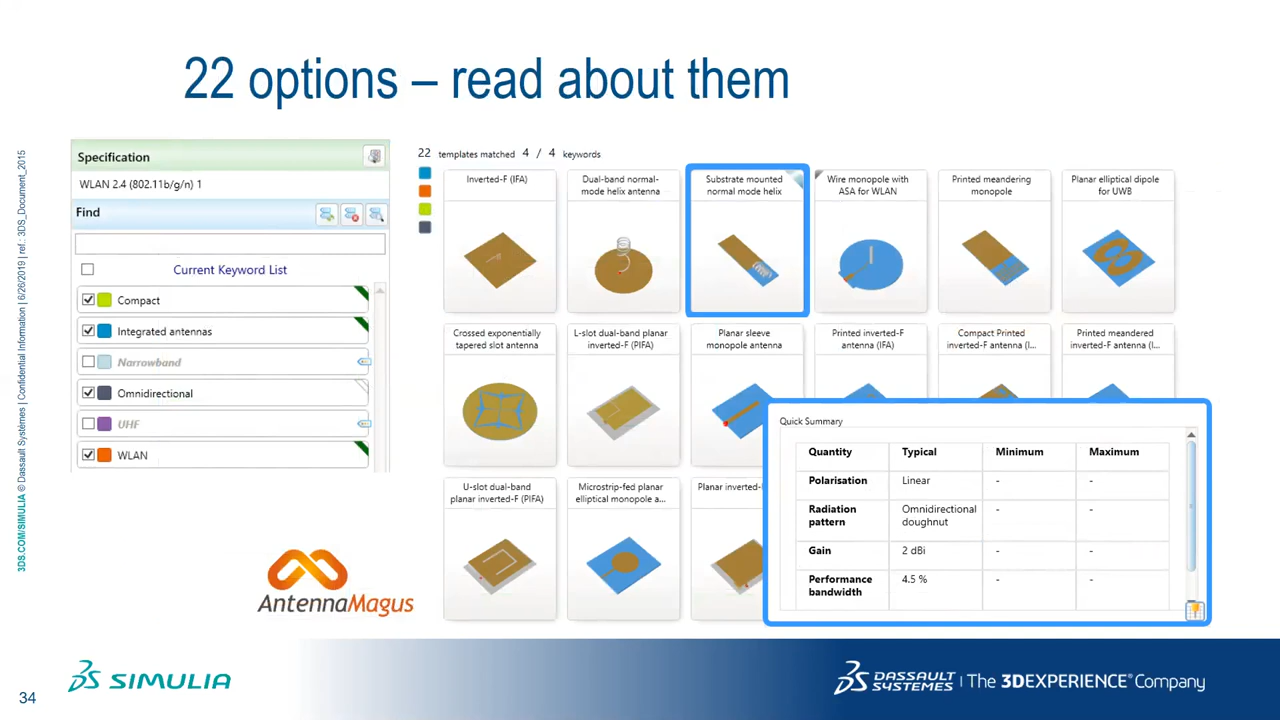 22 options – read about them
Specification
WLAN 2.4 (802.11b/g/n) 1
Find
Current Keyword List
Compact
Integrated antennas
Narrowband
Omnidirectional
UHF
WLAN
22 templates matched 4 / 4 keywords
Inverted-F (IFA)
Dual-band normal-
mode helix antenna
Substrate mounted
normal mode helix
Wire monopole with
ASA for WLAN
Printed meandering
monopole
Planar elliptical dipole
for UWB
Crossed exponentially
tapered slot antenna
L-slot dual-band planar
inverted-F (PIFA)
Planar sleeve
monopole antenna
Printed inverted-F
antenna (IFA)
Compact Printed
inverted-F antenna (I...
Printed meandered
inverted-F antenna (I...
U-slot dual-band
planar inverted-F (PIFA)
Microstrip-fed planar
elliptical monopole a...
Planar inverted-
Quick Summary
Quantity Typical Minimum Maximum
Polarisation Linear - -
Radiation
pattern
Omnidirectional
doughnut
- -
Gain 2 dBi - -
Performance
bandwidth
4.5 % - -
AntennaMagus
3DS.COM/SIMULIA © Dassault Systèmes | Confidential Information | 6/26/2019 | ref.: 3DS_Document_2015
34
SIMULIA
DASSAULT
SYSTEMES
The 3DEXPERIENCE® Company